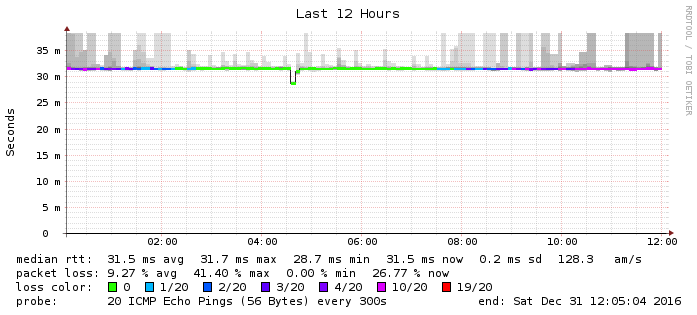 Last 12 Hours
RRDTOOL / TOBI OETIKER
Seconds
35 m
30 m
25 m
20 m
15 m
10 m
5 m
0
02:00 04:00 06:00 08:00 10:00 12:00
median rtt: 31.5 ms avg 31.7 ms max 28.7 ms min 31.5 ms now 0.2 ms sd 128.3 am/s
packet loss: 9.27 % avg 41.40 % max 0.00 % min 26.77 % now
loss color: 0 1/20 2/20 3/20 4/20 10/20 19/20
probe: 20 ICMP Echo Pings (56 Bytes) every 300s end: Sat Dec 31 12:05:04 2016